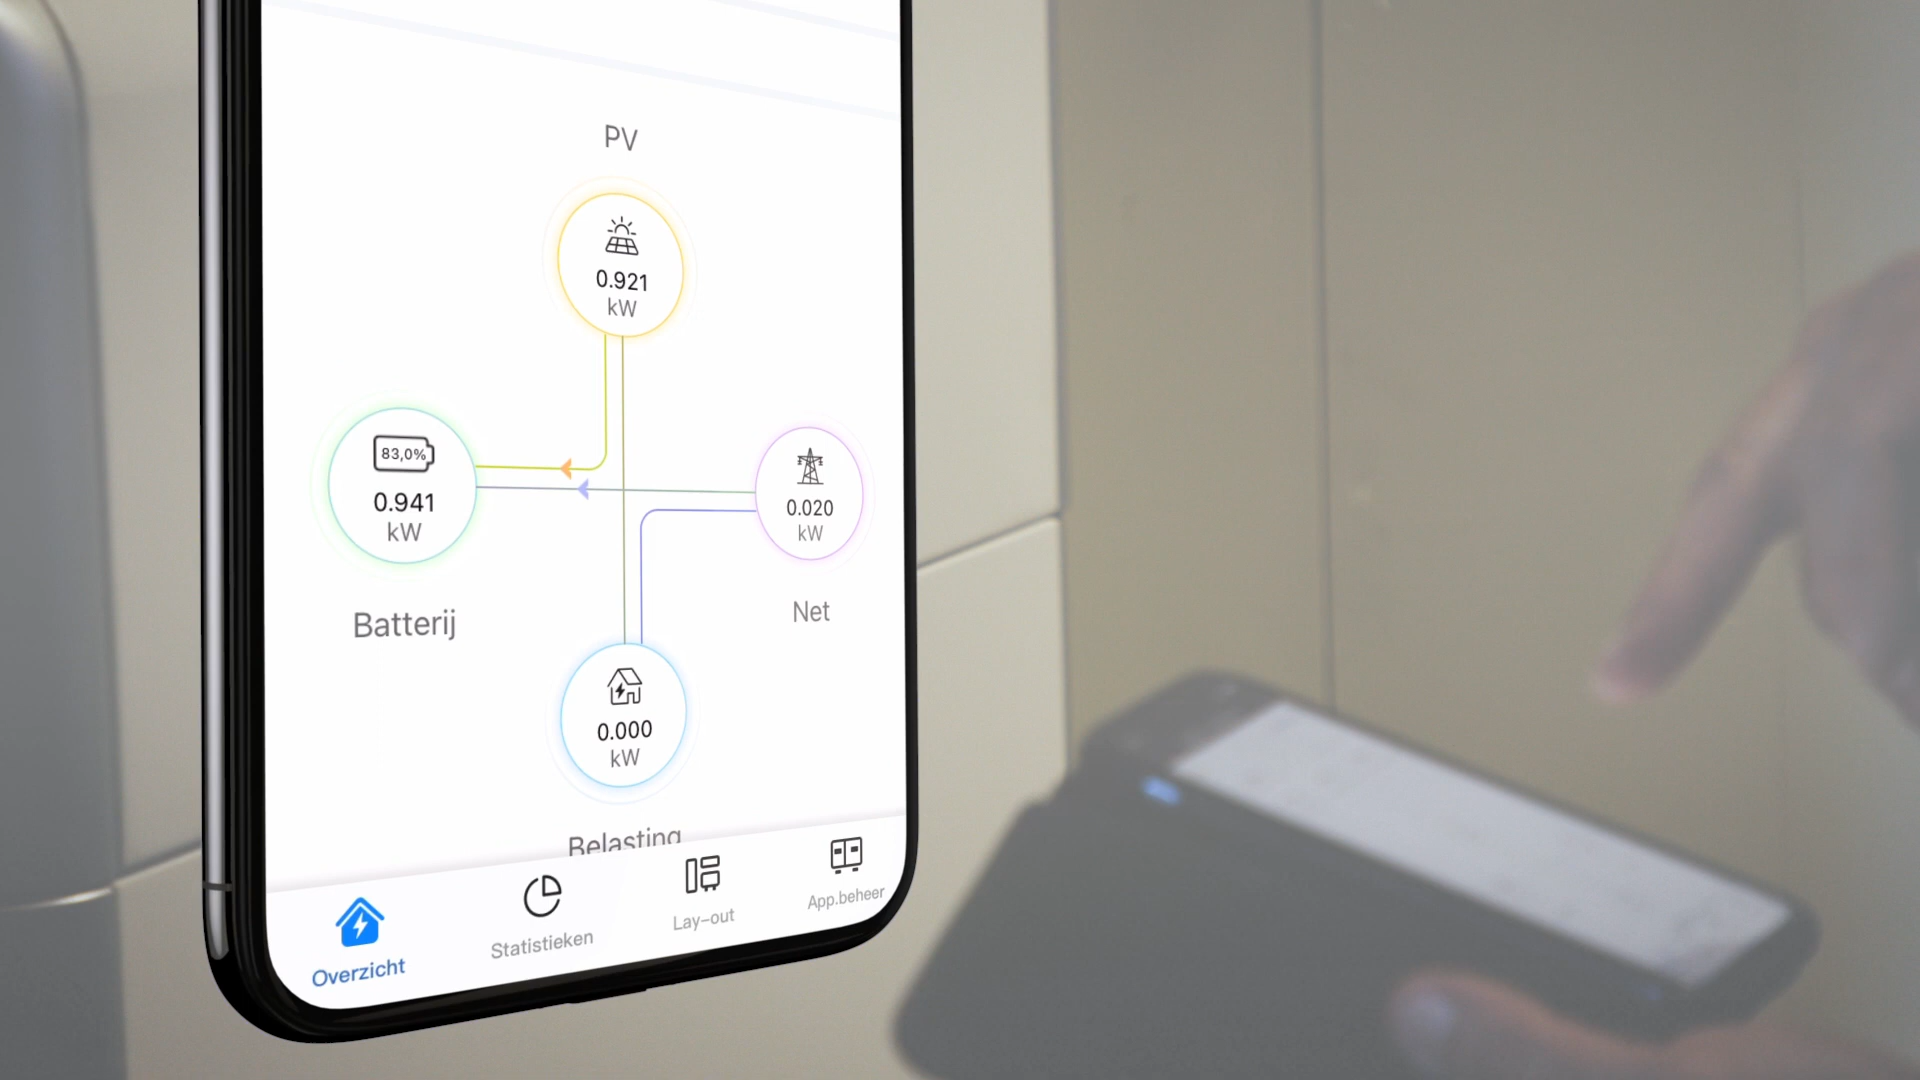 PV
0.921
kW
83,0%
0.941
kW
Batterij
0.020
kW
Net
0.000
kW
Belasting
Overzicht
Statistieken
Lay-out
App.beheer